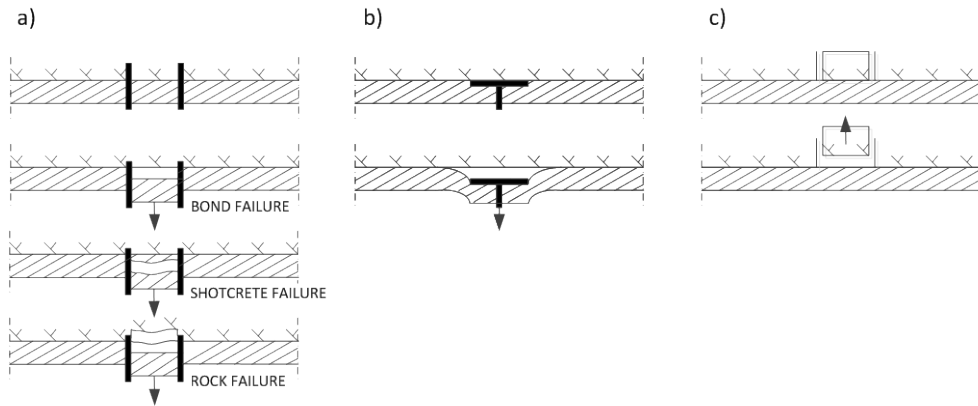 a)
b)
c)
BOND FAILURE
SHOTCRETE FAILURE
ROCK FAILURE